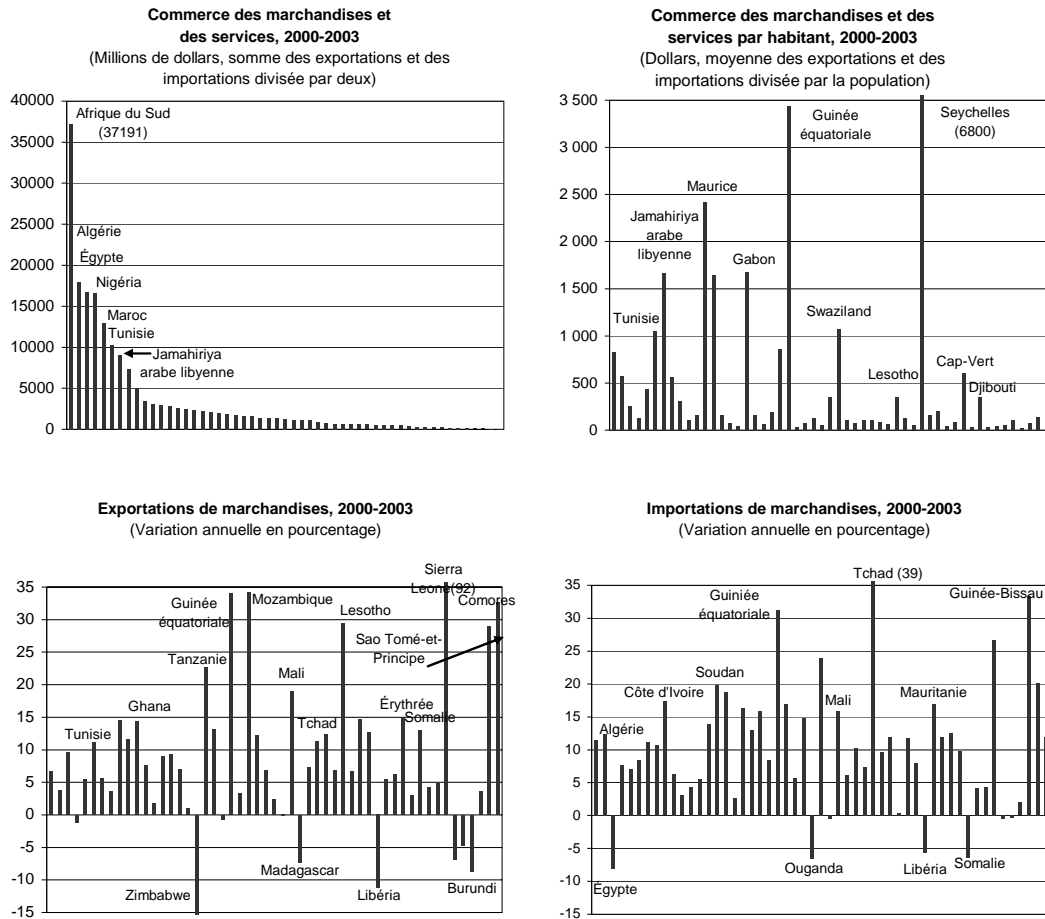 Commerce des marchandises et
des services, 2000-2003
(Millions de dollars, somme des exportations et des
importations divisée par deux)
40000
35000
30000
25000
20000
15000
10000
5000
0
Afrique du Sud
(37191)
Algérie
Égypte
Nigéria
Maroc
Tunisie
Jamahiriya
arabe libyenne
Commerce des marchandises et des
services par habitant, 2000-2003
(Dollars, moyenne des exportations et des
importations divisée par la population)
3 500
3 000
2 500
2 000
1 500
1 000
500
0
Guinée
équatoriale
Seychelles
(6800)
Maurice
Jamahiriya
arabe
libyenne
Gabon
Tunisie
Swaziland
Lesotho
Cap-Vert
Djibouti
Exportations de marchandises, 2000-2003
(Variation annuelle en pourcentage)
35
30
25
20
15
10
5
0
-5
-10
-15
Sierra
Leone(92)
Guinée
équatoriale
Mozambique
Comores
Lesotho
Sao Tomé-et-
Principe
Tanzanie
Mali
Ghana
Érythrée
Somalie
Tchad
Tunisie
Madagascar
Zimbabwe
Libéria
Burundi
Importations de marchandises, 2000-2003
(Variation annuelle en pourcentage)
35
30
25
20
15
10
5
0
-5
-10
-15
Tchad (39)
Guiniée
équatoriale
Guinée-Bissau
Soudan
Côte d'Ivoire
Mali
Mauritanie
Algérie
Ouganda
Libéria
Somalie
Égypte